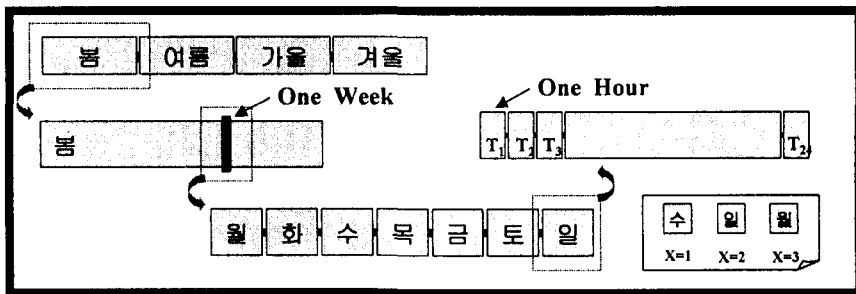 봄 여름 가을 겨울
One Week
One Hour
봄
T1 T2 T3 T24
월 화 수 목 금 토 일
수 일 월
X=1 X=2 X=3